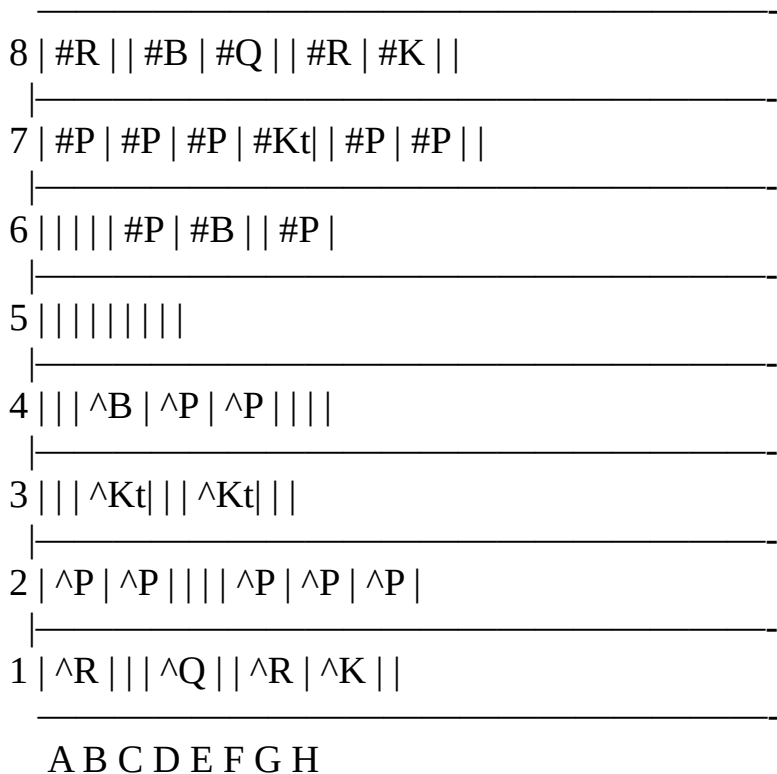 8 | #R | | #B | #Q | | #R | #K | |
7 | #P | #P | #P | #Kt| | #P | #P | |
6 | | | | | #P | #B | | #P |
5 | | | | | | | | |
4 | | | ^B | ^P | ^P | | | |
3 | | | ^Kt| | | ^Kt| | |
2 | ^P | ^P | | | | ^P | ^P | ^P |
1 | ^R | | | ^Q | | ^R | ^K | |
A B C D E F G H